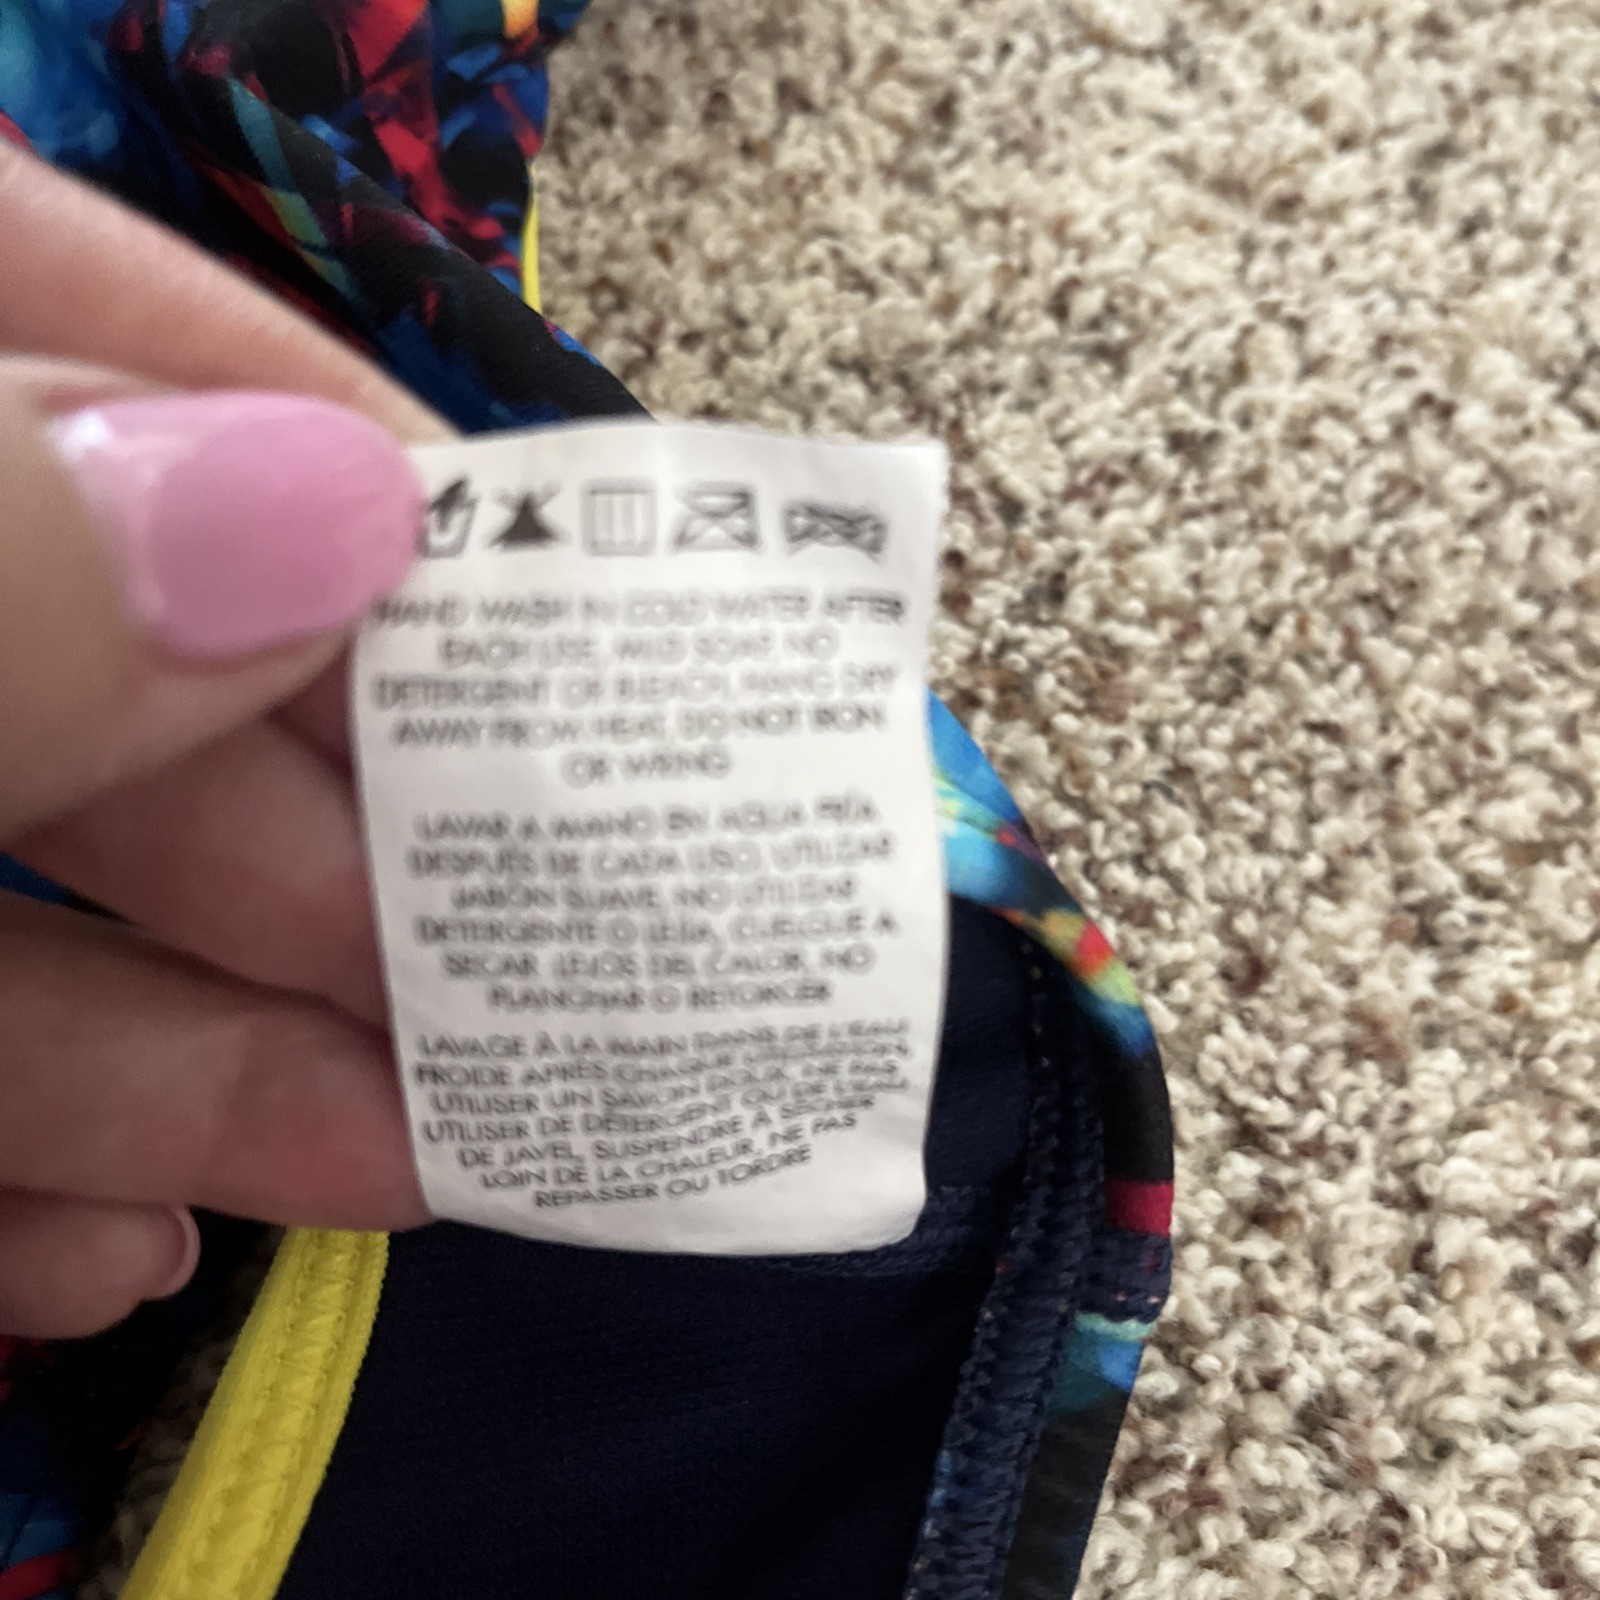 HAND WASH IN COLD WATER AFTER
EACH USE, MILD SOAP, NO
DETERGENT OR BLEACH, HANG DRY
AWAY FROM HEAT, DO NOT IRON
OR WRING
LAVAR A MANO EN AGUA FRÍA
DESPUÉS DE CADA USO, UTILIZAR
JABÓN SUAVE, NO UTILIZAR
DETERGENTE O LEJÍA, CUELGUE A
SECAR LEJOS DEL CALOR, NO
PLANCHAR O RETORCER
LAVAGE À LA MAIN DANS DE L'EAU
FROIDE APRÈS CHAQUE UTILISATION,
UTILISER UN SAVON DOUX, NE PAS
UTILISER DE DÉTERGENT OU DE L'EAU
DE JAVEL, SUSPENDRE À SÉCHER
LOIN DE LA CHALEUR, NE PAS
REPASSER OU TORDRE